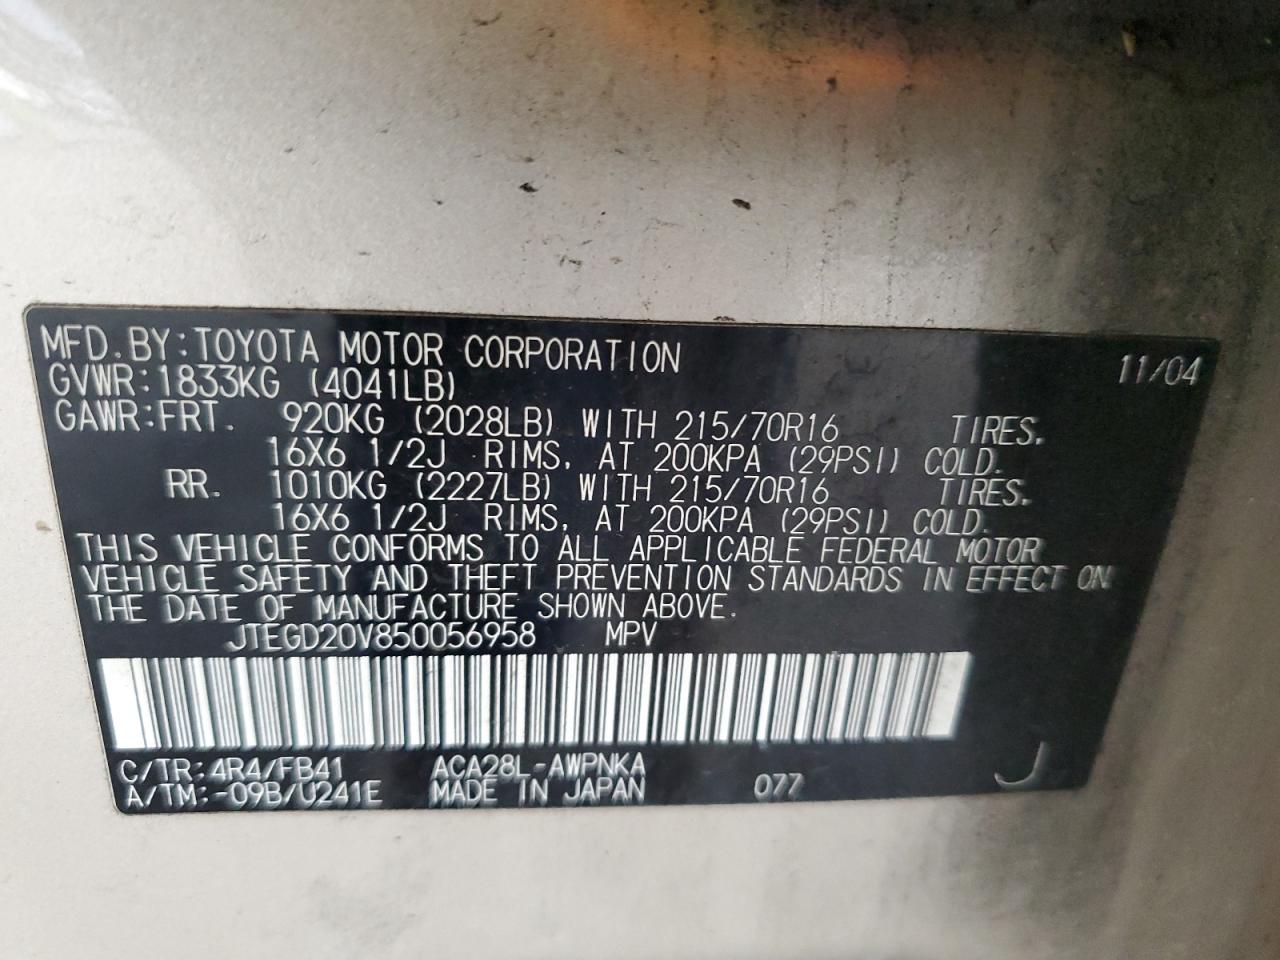 MFD.BY:TOYOTA MOTOR CORPORATION 11/04
GVWR:1833KG (4041LB)
GAWR:FRT. 920KG (2028LB) WITH 215/70R16 TIRES,
16X6 1/2J RIMS, AT 200KPA (29PSI) COLD.
RR. 1010KG (2227LB) WITH 215/70R16 TIRES,
16X6 1/2J RIMS, AT 200KPA (29PSI) COLD.
THIS VEHICLE CONFORMS TO ALL APPLICABLE FEDERAL MOTOR
VEHICLE SAFETY AND THEFT PREVENTION STANDARDS IN EFFECT ON
THE DATE OF MANUFACTURE SHOWN ABOVE.
JTEGD20V850056958 MPV
C/TR:4R4/FB41 ACA28L-AWPNKA
A/TM:-09B/U241E MADE IN JAPAN 077 J